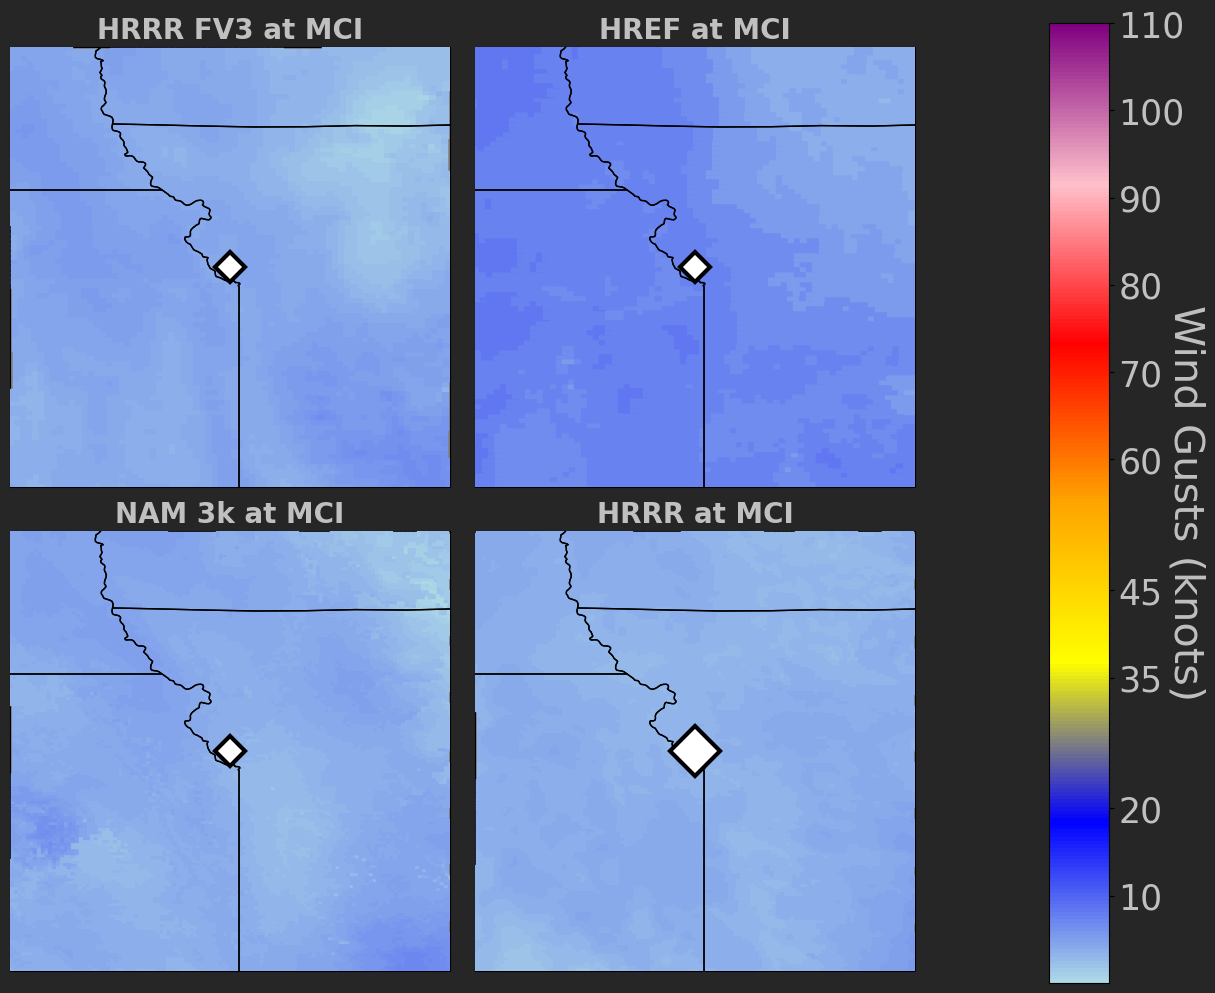 HRRR FV3 at MCI
HREF at MCI
NAM 3k at MCI
HRRR at MCI
110
100
90
80
70
60
45
35
20
10
Wind Gusts (knots)